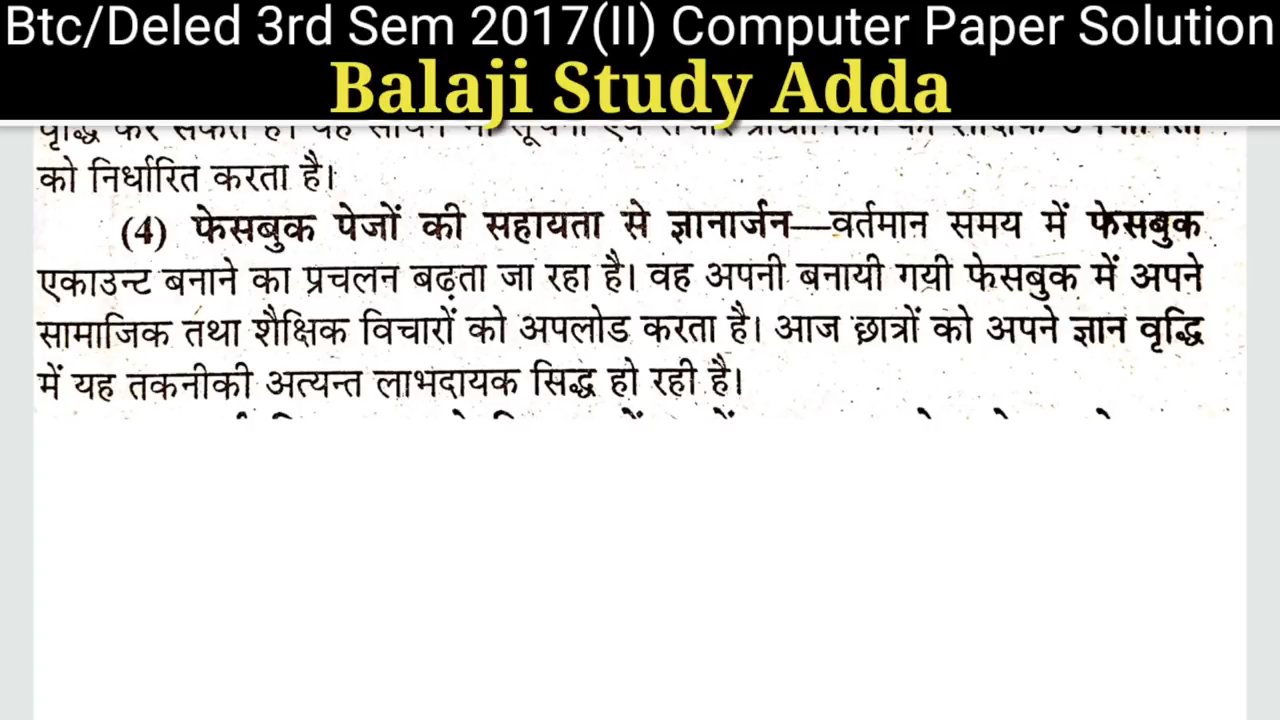 Btc/Deled 3rd Sem 2017(II) Computer Paper Solution
Balaji Study Adda
को निर्धारित करता है।
(4) फेसबुक पेजों की सहायता से ज्ञानार्जन—वर्तमान समय में फेसबुक
एकाउन्ट बनाने का प्रचलन बढ़ता जा रहा है। वह अपनी बनायी गयी फेसबुक में अपने
सामाजिक तथा शैक्षिक विचारों को अपलोड करता है। आज छात्रों को अपने ज्ञान वृद्धि
में यह तकनीकी अत्यन्त लाभदायक सिद्ध हो रही है।